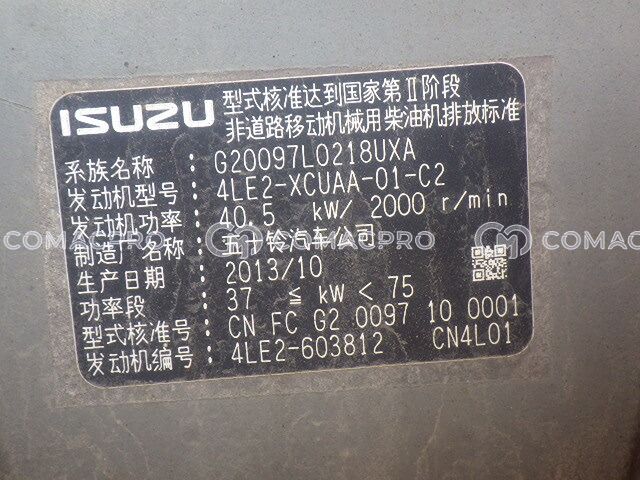 ISUZU 型式核准达到国家第Ⅱ阶段
非道路移动机械用柴油机排放标准
系族名称 : G20097L0218UXA
发动机型号: 4LE2-XCUAA-01-C2
发动机功率: 40.5 kW/ 2000 r/min
制造产名称: 五十铃汽车公司
生产日期 : 2013/10
功率段 : 37 ≦ kW < 75
型式核准号: CN FC G2 0097 10 0001
发动机编号: 4LE2-603812 CN4L01
COMACPRO COMACPRO COMACPRO